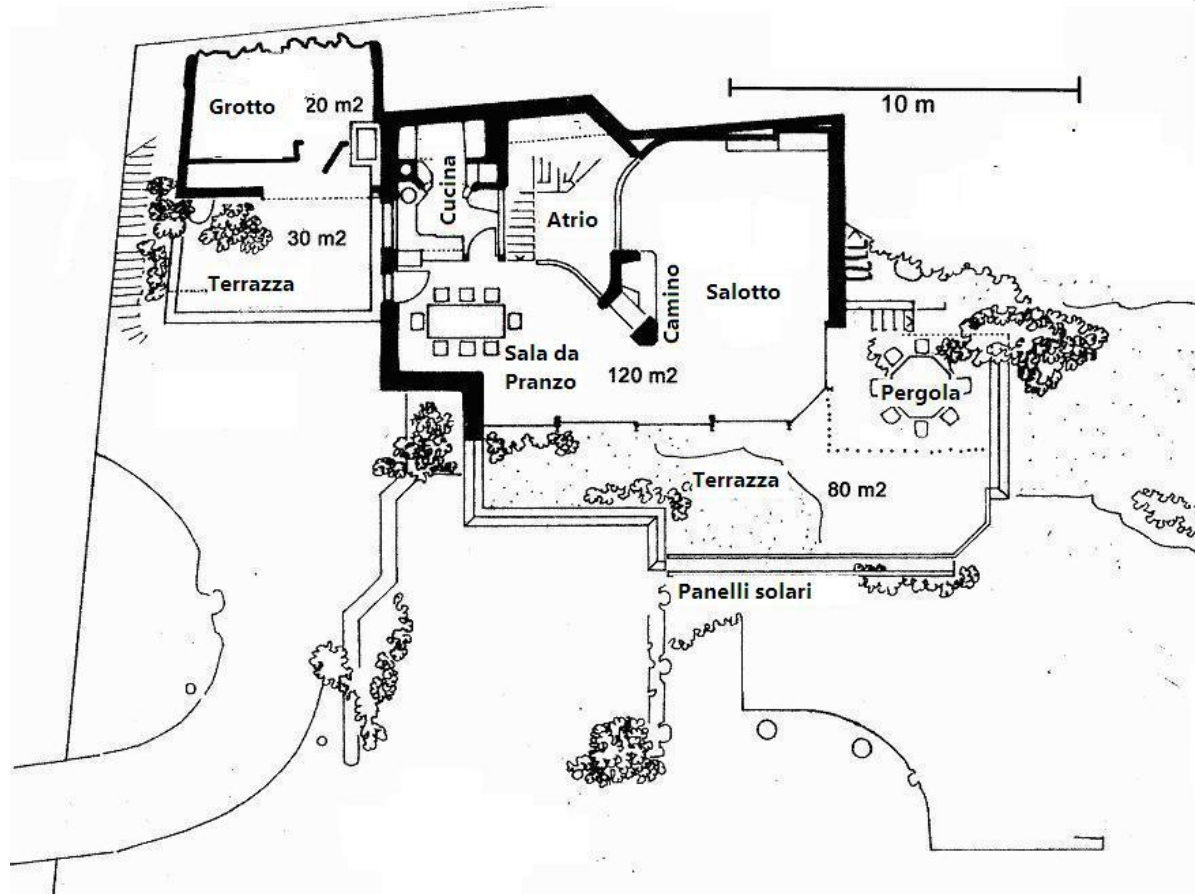 10 m
Grotto
20 m2
Cucina
Atrio
30 m2
Terrazza
Camino
Salotto
Sala da
Pranzo
120 m2
Pergola
Terrazza
80 m2
Panelli solari